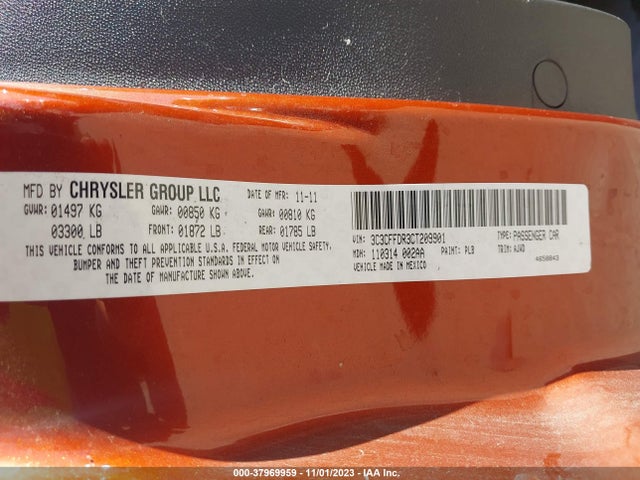 MFD BY CHRYSLER GROUP LLC DATE OF MFR: 11-11
GVWR: 01497 KG GAWR: 00850 KG GAWR: 00810 KG
03300 LB FRONT: 01872 LB REAR: 01785 LB
THIS VEHICLE CONFORMS TO ALL APPLICABLE U.S.A. FEDERAL MOTOR VEHICLE SAFETY,
BUMPER AND THEFT PREVENTION STANDARDS IN EFFECT ON
THE DATE OF MANUFACTURE SHOWN ABOVE.
VIN: 3C3CFFDR3CT209901 TYPE: PASSENGER CAR
MDH: 110314 002AA PAINT: PLB TRIM: AJAD
VEHICLE MADE IN MEXICO 4658843
000-37969959 - 11/01/2023 - IAA Inc.